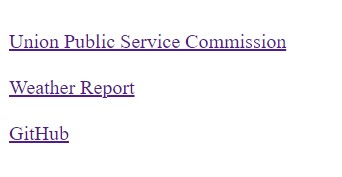 Union Public Service Commission
Weather Report
GitHub